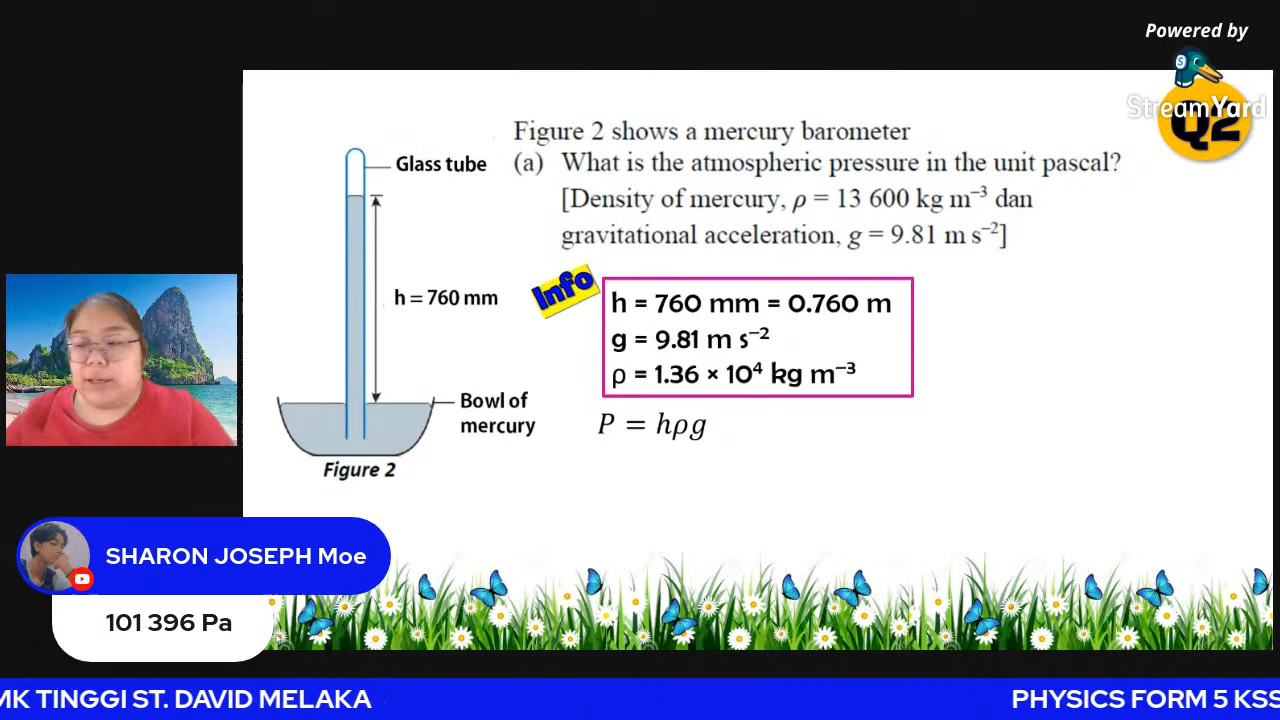 Powered by
StreamYard
Q2
Figure 2 shows a mercury barometer
(a) What is the atmospheric pressure in the unit pascal?
[Density of mercury, ρ = 13 600 kg m⁻³ dan
gravitational acceleration, g = 9.81 m s⁻²]
Glass tube
h = 760 mm
Bowl of
mercury
Figure 2
Info
h = 760 mm = 0.760 m
g = 9.81 m s⁻²
ρ = 1.36 × 10⁴ kg m⁻³
P = hρg
SHARON JOSEPH Moe
101 396 Pa
MK TINGGI ST. DAVID MELAKA
PHYSICS FORM 5 KSS